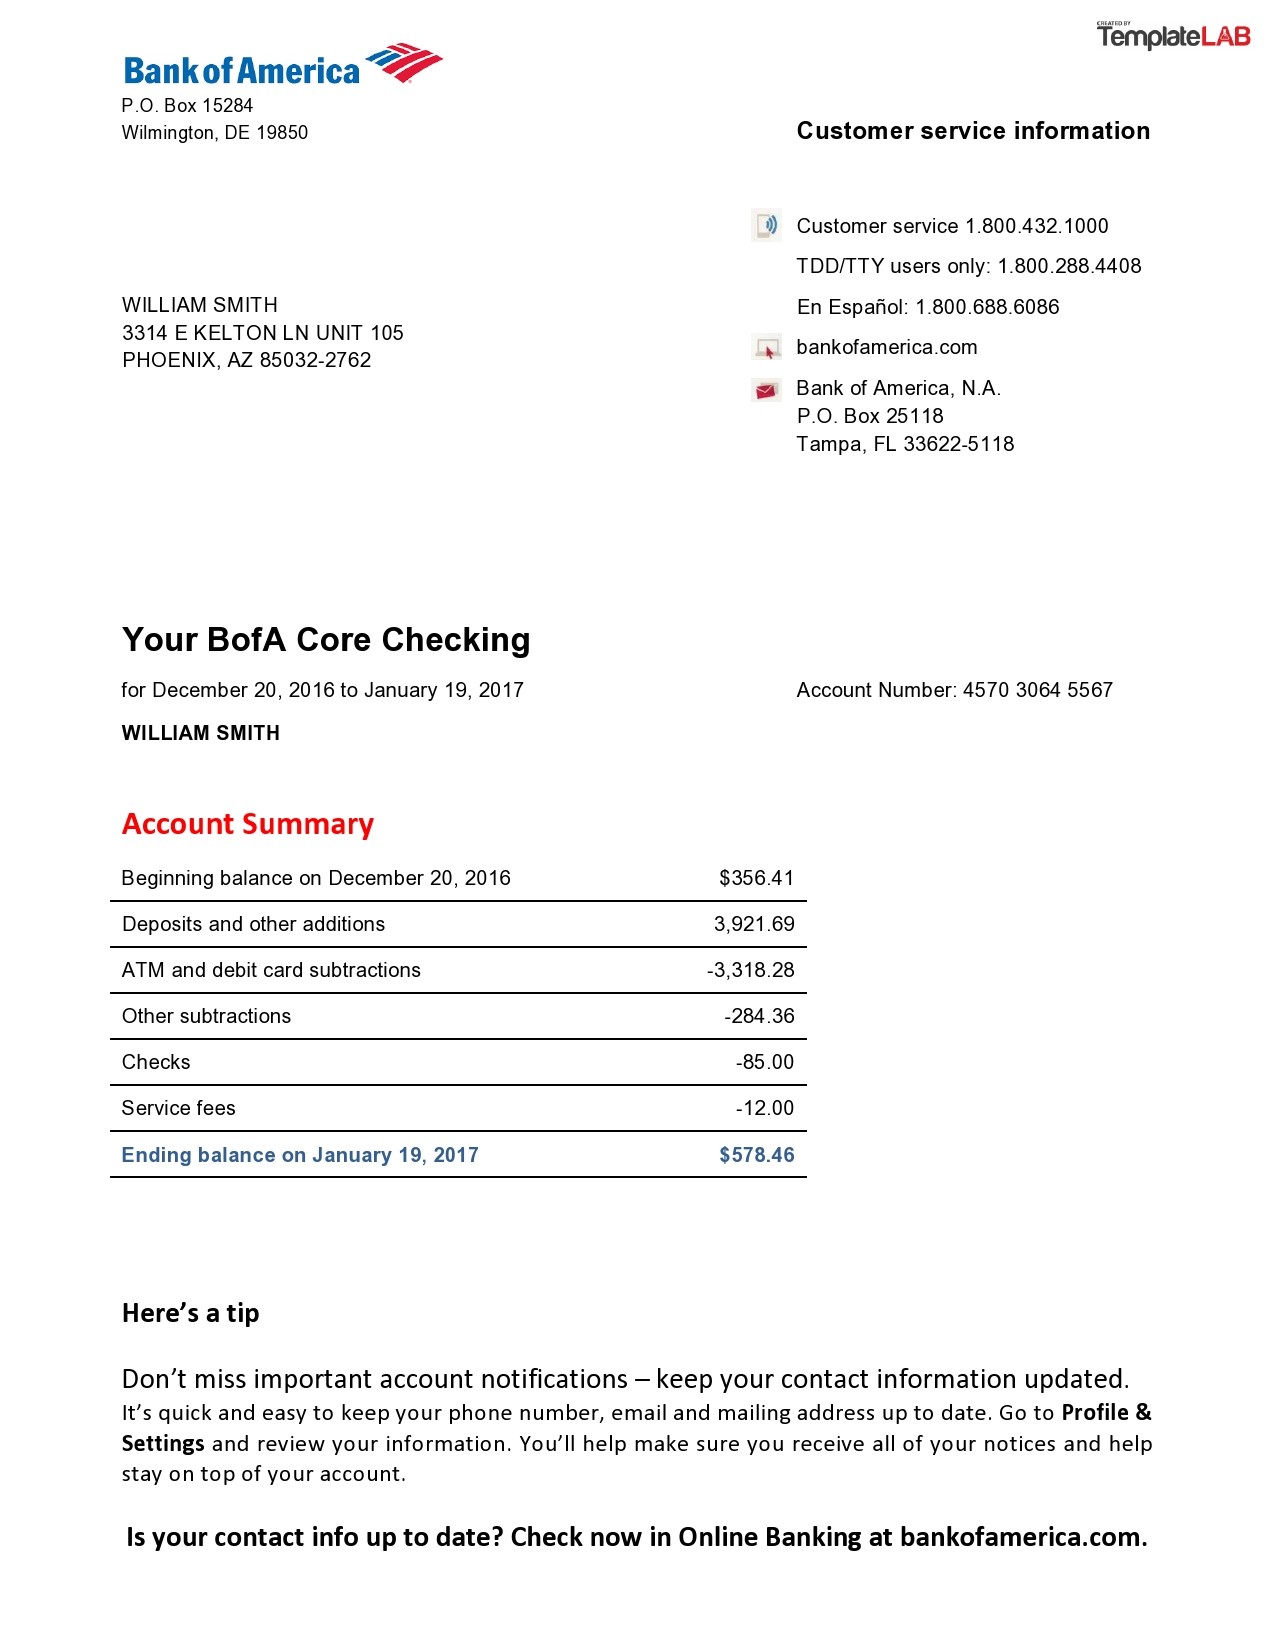 CREATED BY
TemplateLAB
Bank of America
P.O. Box 15284
Wilmington, DE 19850
Customer service information
Customer service 1.800.432.1000
TDD/TTY users only: 1.800.288.4408
En Español: 1.800.688.6086
bankofamerica.com
Bank of America, N.A.
P.O. Box 25118
Tampa, FL 33622-5118
WILLIAM SMITH
3314 E KELTON LN UNIT 105
PHOENIX, AZ 85032-2762
Your BofA Core Checking
for December 20, 2016 to January 19, 2017 Account Number: 4570 3064 5567
WILLIAM SMITH
Account Summary
Beginning balance on December 20, 2016 $356.41
Deposits and other additions 3,921.69
ATM and debit card subtractions -3,318.28
Other subtractions -284.36
Checks -85.00
Service fees -12.00
Ending balance on January 19, 2017 $578.46
Here’s a tip
Don’t miss important account notifications – keep your contact information updated.
It’s quick and easy to keep your phone number, email and mailing address up to date. Go to Profile &
Settings and review your information. You’ll help make sure you receive all of your notices and help
stay on top of your account.
Is your contact info up to date? Check now in Online Banking at bankofamerica.com.